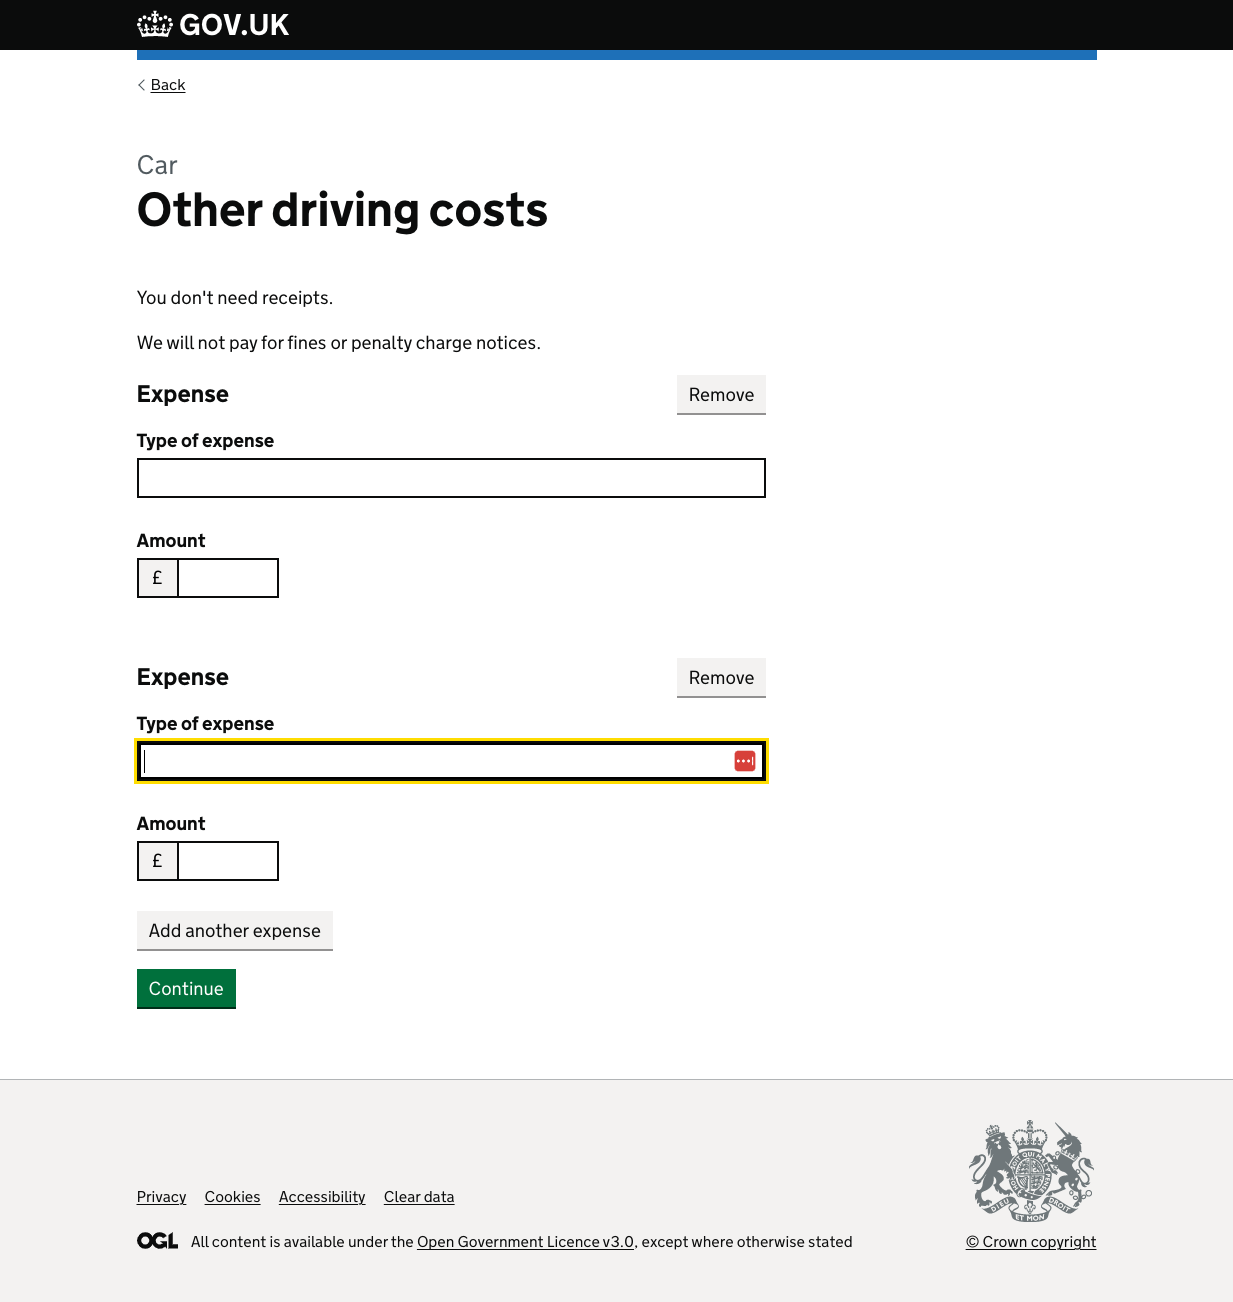 GOV.UK
Back
Car
Other driving costs
You don't need receipts.
We will not pay for fines or penalty charge notices.
Expense
Remove
Type of expense
Amount
£
Expense
Remove
Type of expense
Amount
£
Add another expense
Continue
Privacy Cookies Accessibility Clear data
OGL All content is available under the Open Government Licence v3.0, except where otherwise stated
© Crown copyright